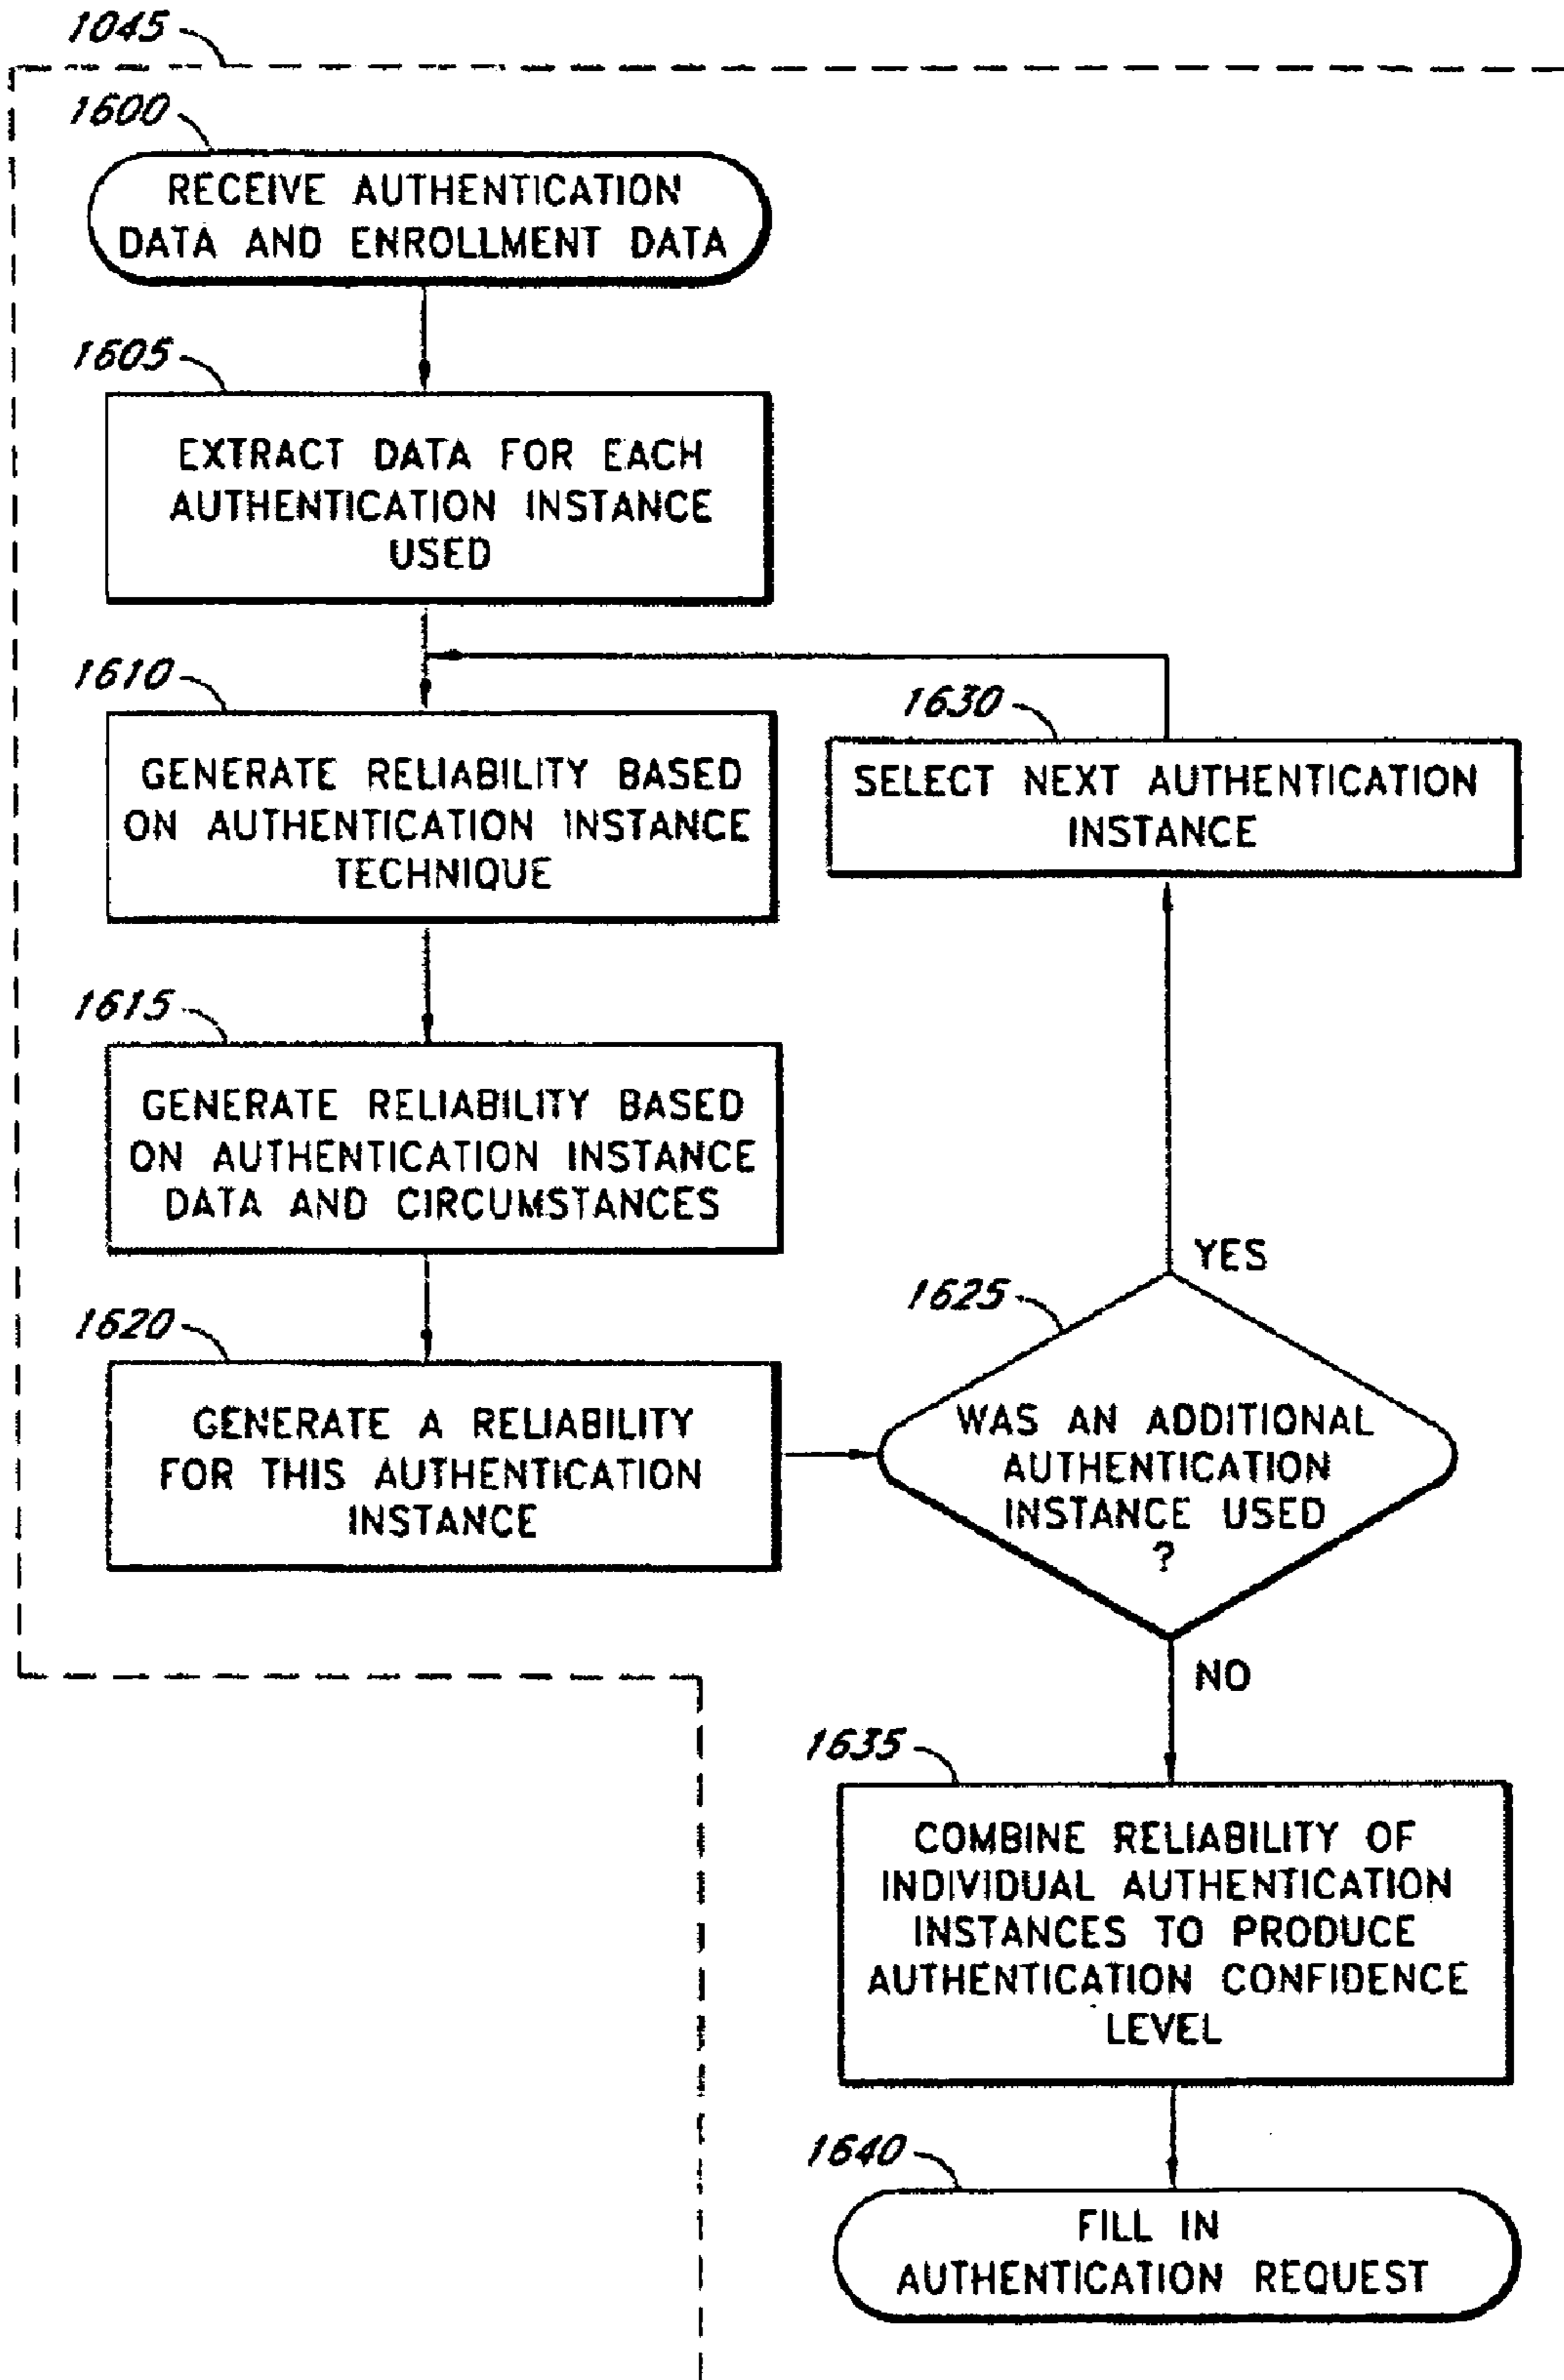 1045
1600
RECEIVE AUTHENTICATION
DATA AND ENROLLMENT DATA
1605
EXTRACT DATA FOR EACH
AUTHENTICATION INSTANCE
USED
1610
GENERATE RELIABILITY BASED
ON AUTHENTICATION INSTANCE
TECHNIQUE
1630
SELECT NEXT AUTHENTICATION
INSTANCE
1615
GENERATE RELIABILITY BASED
ON AUTHENTICATION INSTANCE
DATA AND CIRCUMSTANCES
YES
1620
GENERATE A RELIABILITY
FOR THIS AUTHENTICATION
INSTANCE
1625
WAS AN ADDITIONAL
AUTHENTICATION
INSTANCE USED
?
NO
1635
COMBINE RELIABILITY OF
INDIVIDUAL AUTHENTICATION
INSTANCES TO PRODUCE
AUTHENTICATION CONFIDENCE
LEVEL
1640
FILL IN
AUTHENTICATION REQUEST